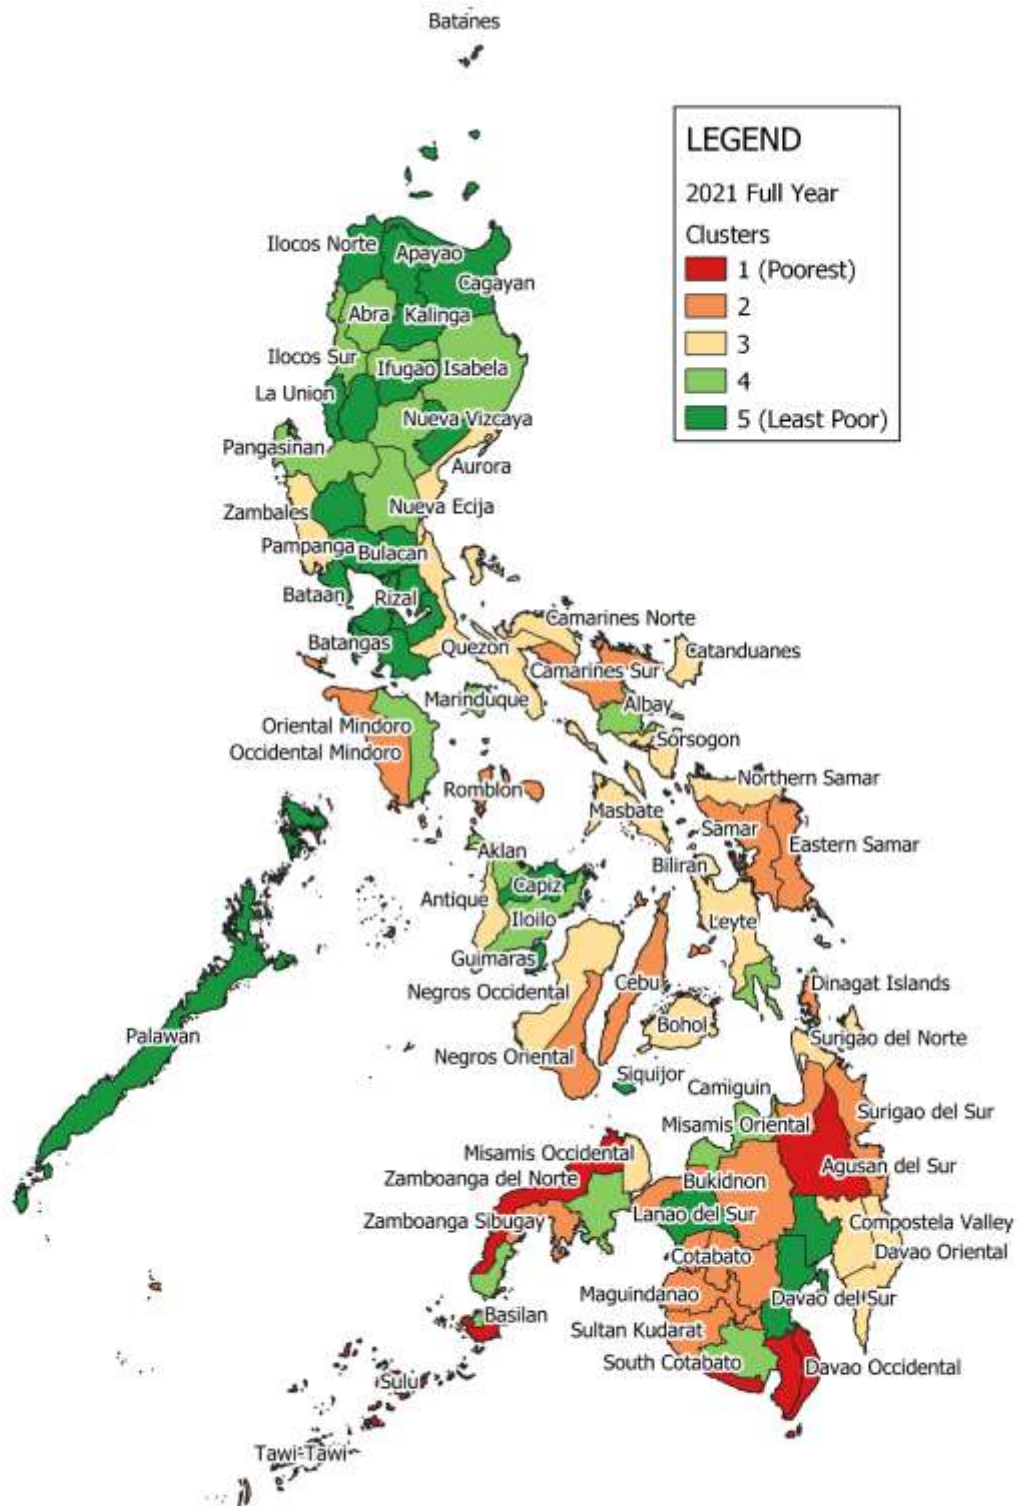 Batanes
LEGEND
2021 Full Year
Clusters
1 (Poorest)
2
3
4
5 (Least Poor)
Ilocos Norte
Apayao
Cagayan
Abra
Kalinga
Ilocos Sur
Ifugao
Isabela
La Union
Nueva Vizcaya
Pangasinan
Aurora
Zambales
Nueva Ecija
Pampanga
Bulacan
Bataan
Rizal
Batangas
Quezon
Camarines Norte
Catanduanes
Camarines Sur
Marinduque
Albay
Oriental Mindoro
Occidental Mindoro
Sorsogon
Romblon
Northern Samar
Masbate
Samar
Eastern Samar
Aklan
Biliran
Capiz
Antique
Iloilo
Leyte
Guimaras
Cebu
Dinagat Islands
Negros Occidental
Bohol
Surigao del Norte
Palawan
Negros Oriental
Siquijor
Camiguin
Surigao del Sur
Misamis Oriental
Misamis Occidental
Agusan del Sur
Zamboanga del Norte
Bukidnon
Zamboanga Sibugay
Lanao del Sur
Compostela Valley
Cotabato
Davao Oriental
Maguindanao
Davao del Sur
Basilan
Sultan Kudarat
South Cotabato
Davao Occidental
Sulu
Tawi-Tawi